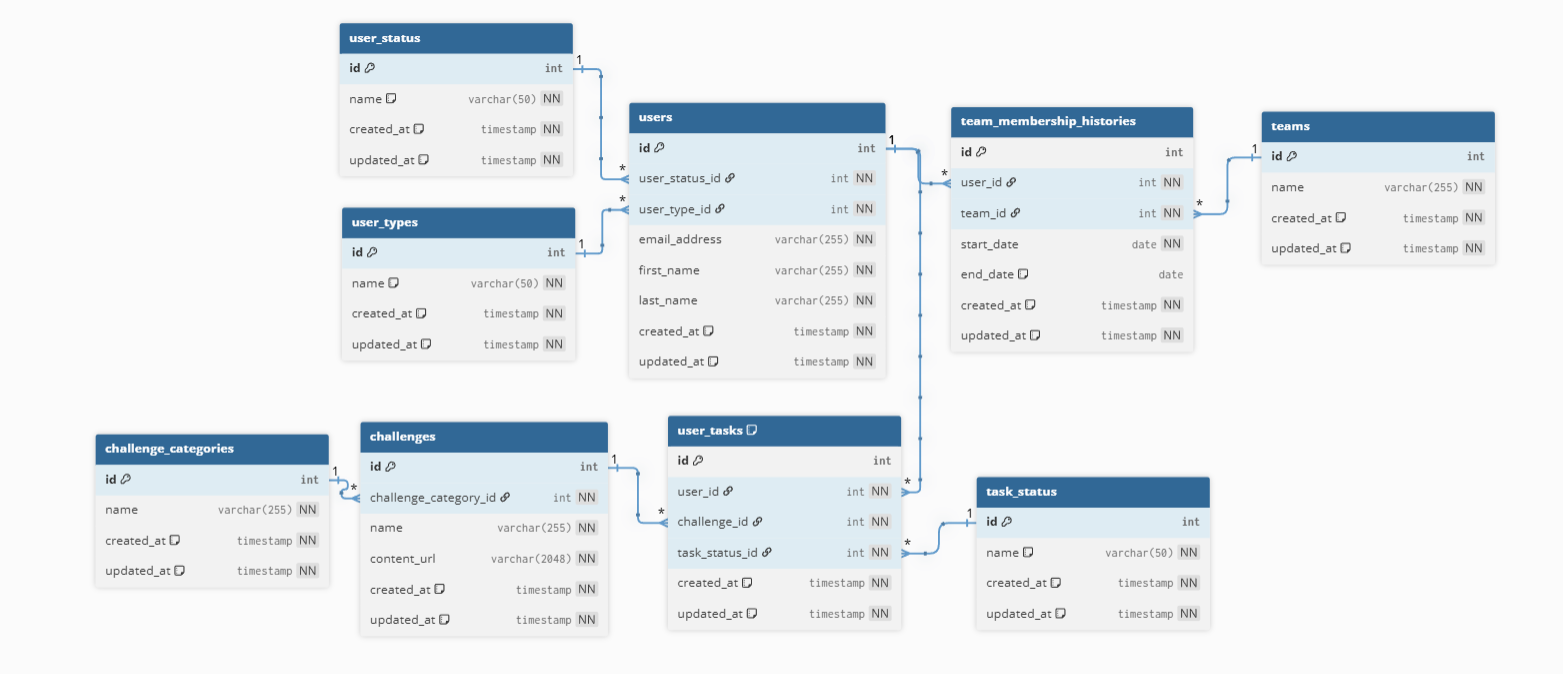 user_status
id int
name varchar(50) NN
created_at timestamp NN
updated_at timestamp NN
1
*
user_types
id int
name varchar(50) NN
created_at timestamp NN
updated_at timestamp NN
1
*
users
id int
user_status_id int NN
user_type_id int NN
email_address varchar(255) NN
first_name varchar(255) NN
last_name varchar(255) NN
created_at timestamp NN
updated_at timestamp NN
1
*
team_membership_histories
id int
user_id int NN
team_id int NN
start_date date NN
end_date date
created_at timestamp NN
updated_at timestamp NN
*
1
teams
id int
name varchar(255) NN
created_at timestamp NN
updated_at timestamp NN
challenge_categories
id int
name varchar(255) NN
created_at timestamp NN
updated_at timestamp NN
1
*
challenges
id int
challenge_category_id int NN
name varchar(255) NN
content_url varchar(2048) NN
created_at timestamp NN
updated_at timestamp NN
1
*
user_tasks
id int
user_id int NN
challenge_id int NN
task_status_id int NN
created_at timestamp NN
updated_at timestamp NN
*
*
1
task_status
id int
name varchar(50) NN
created_at timestamp NN
updated_at timestamp NN